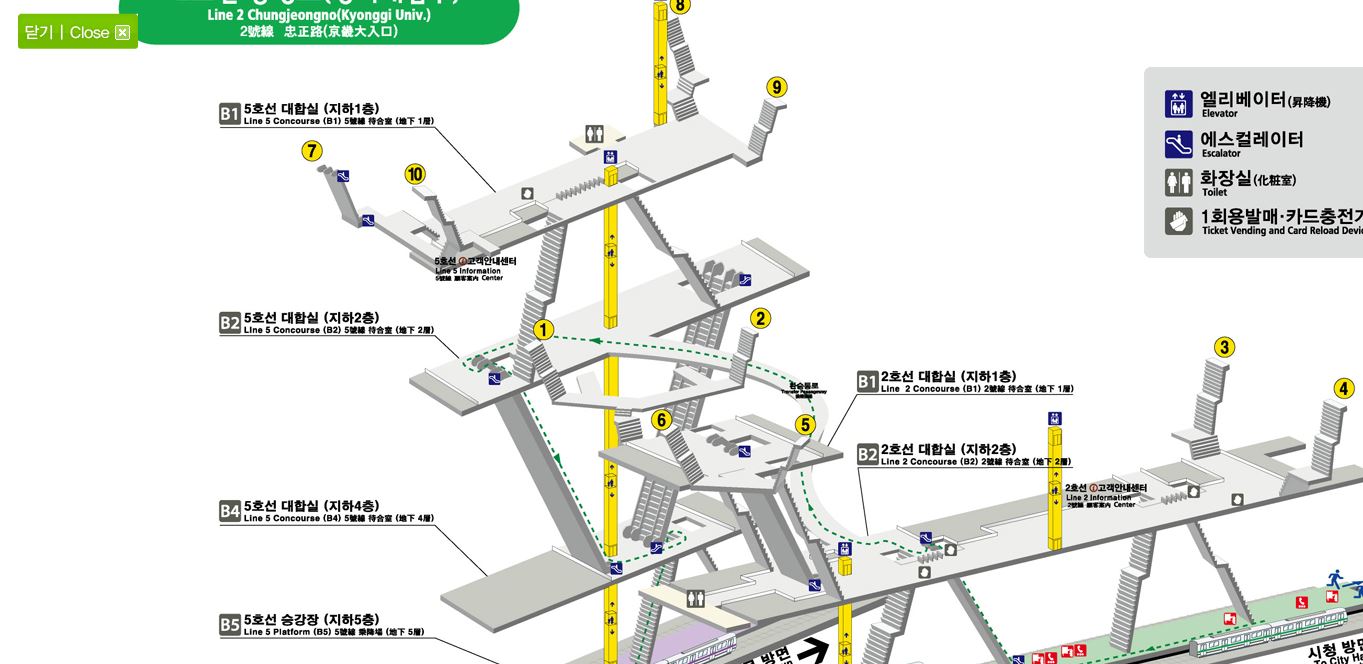 닫기 | Close
Line 2 Chungjeongno(Kyonggi Univ.)
2號線 忠正路(京畿大入口)
8
9
B1 5호선 대합실 (지하1층)
Line 5 Concourse (B1) 5號線 待合室 (地下 1層)
7
10
5호선 고객안내센터
Line 5 Information
5號線 顧客案内 Center
엘리베이터(昇降機)
Elevator
에스컬레이터
Escalator
화장실(化粧室)
Toilet
1회용발매·카드충전기
Ticket Vending and Card Reload Devic
B2 5호선 대합실 (지하2층)
Line 5 Concourse (B2) 5號線 待合室 (地下 2層)
1
2
3
4
환승통로
Transfer Passageway
B1 2호선 대합실 (지하1층)
Line 2 Concourse (B1) 2號線 待合室 (地下 1層)
6
5
B2 2호선 대합실 (지하2층)
Line 2 Concourse (B2) 2號線 待合室 (地下 2層)
2호선 고객안내센터
Line 2 Information
2號線 顧客案内 Center
B4 5호선 대합실 (지하4층)
Line 5 Concourse (B4) 5號線 待合室 (地下 4層)
B5 5호선 승강장 (지하5층)
Line 5 Platform (B5) 5號線 乘降場 (地下 5層)
방면
시청 방면
To City Ha